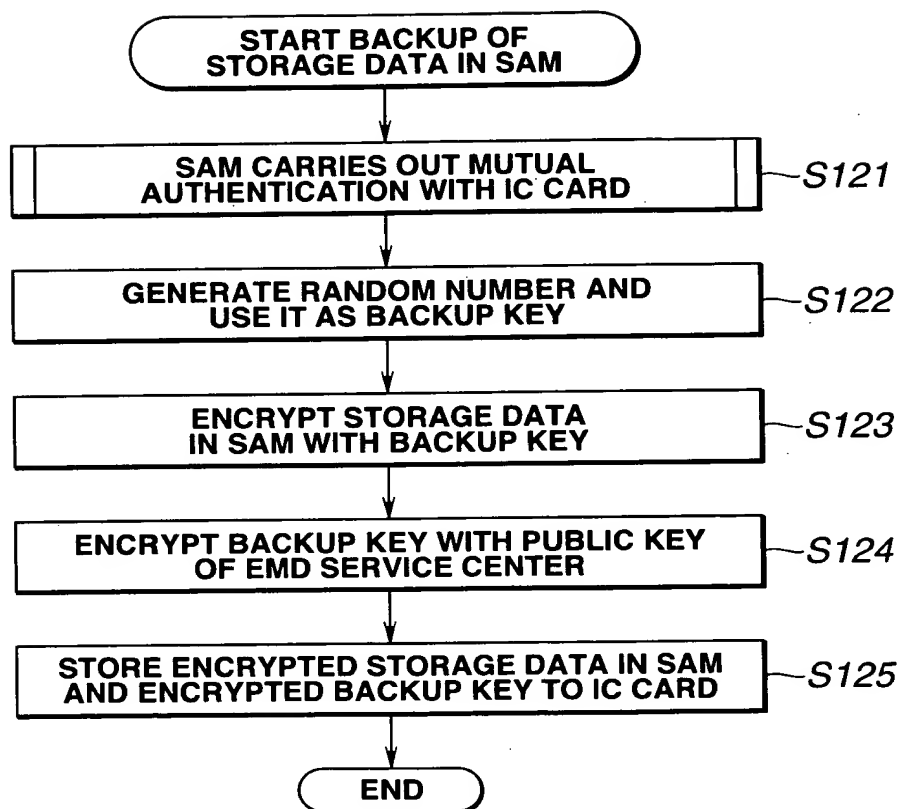 START BACKUP OF
STORAGE DATA IN SAM
SAM CARRIES OUT MUTUAL
AUTHENTICATION WITH IC CARD
S121
GENERATE RANDOM NUMBER AND
USE IT AS BACKUP KEY
S122
ENCRYPT STORAGE DATA
IN SAM WITH BACKUP KEY
S123
ENCRYPT BACKUP KEY WITH PUBLIC KEY
OF EMD SERVICE CENTER
S124
STORE ENCRYPTED STORAGE DATA IN SAM
AND ENCRYPTED BACKUP KEY TO IC CARD
S125
END